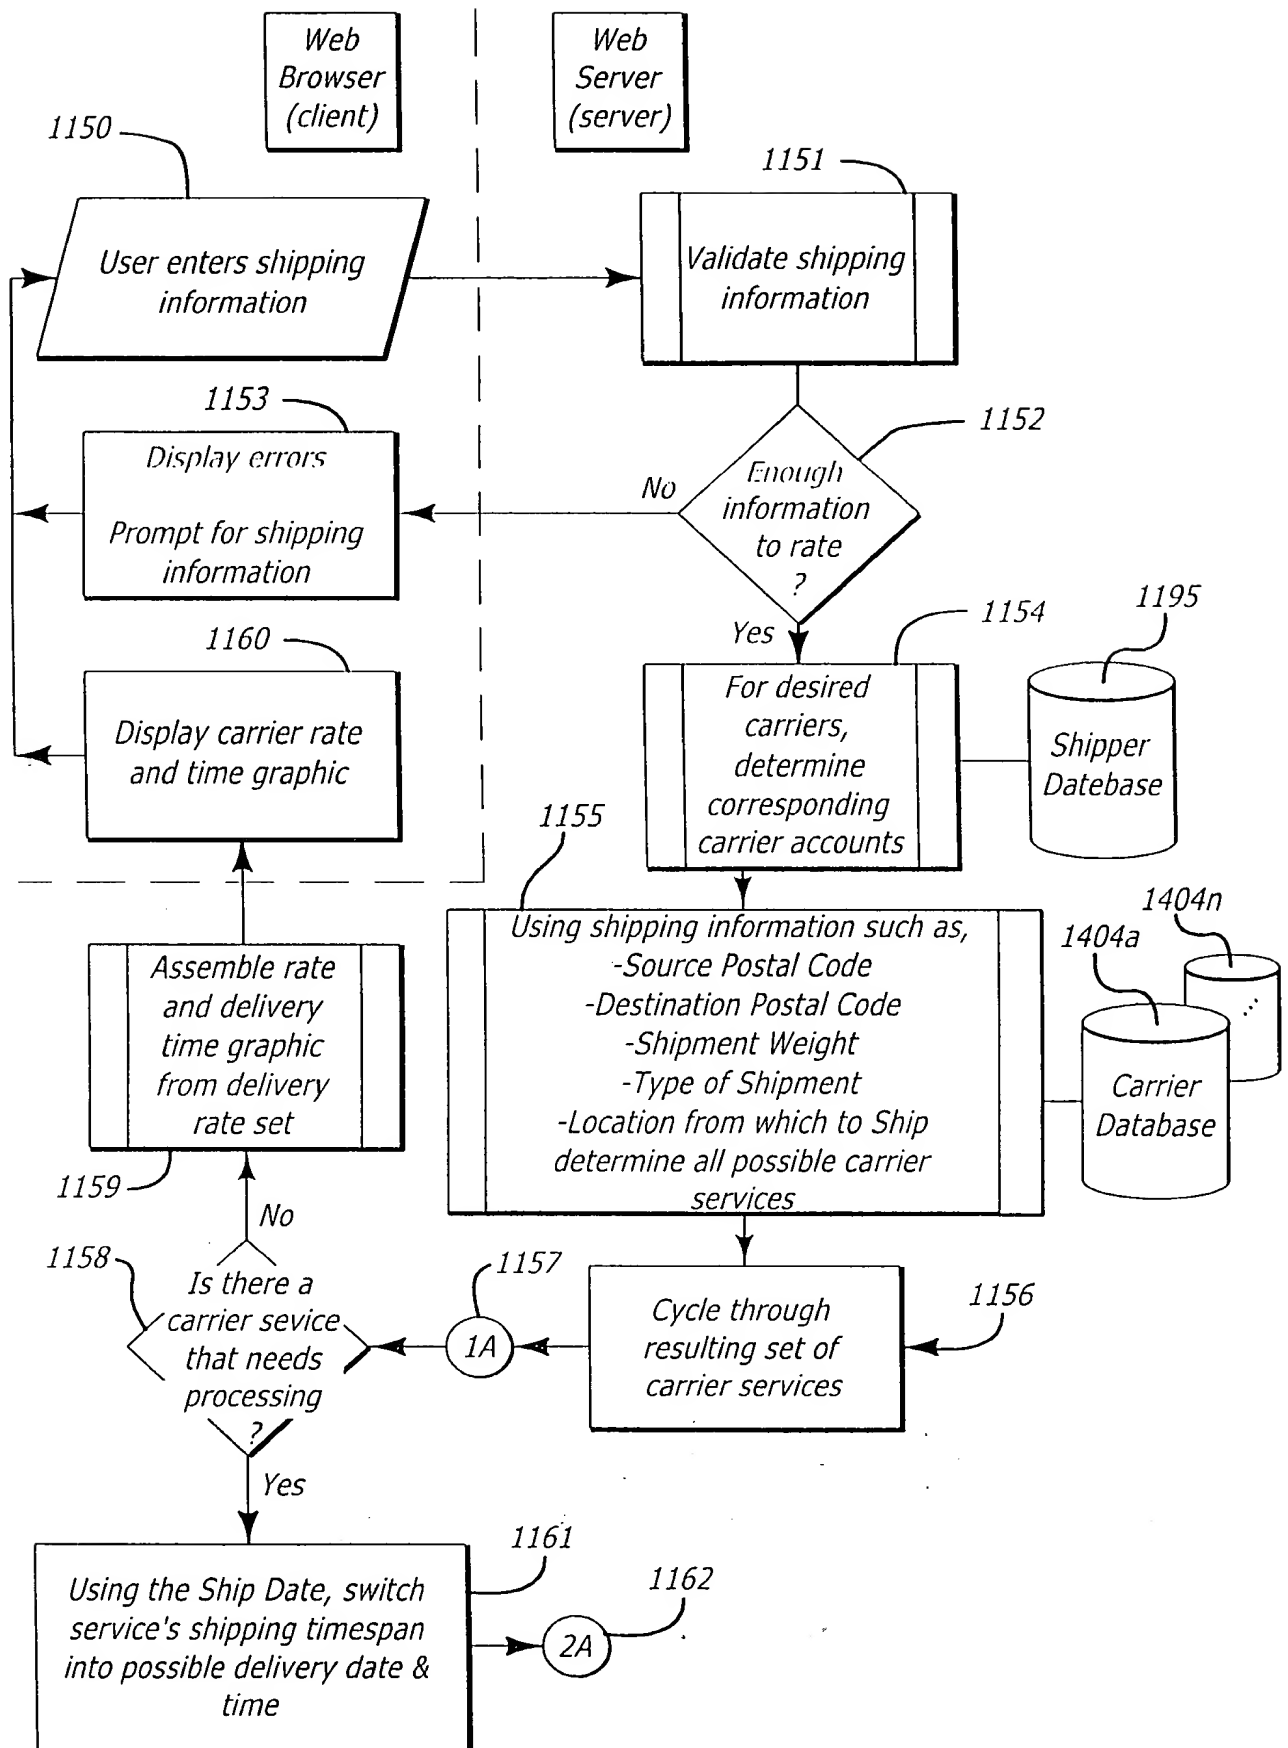 Web
Browser
(client)
Web
Server
(server)
1150
1151
User enters shipping
information
Validate shipping
information
1153
1152
Display errors
Prompt for shipping
information
No
Enough
information
to rate
?
Yes
1154
1195
1160
Display carrier rate
and time graphic
For desired
carriers,
determine
corresponding
carrier accounts
Shipper
Datebase
1155
Using shipping information such as,
-Source Postal Code
-Destination Postal Code
-Shipment Weight
-Type of Shipment
-Location from which to Ship
determine all possible carrier
services
1404n
1404a
...
Carrier
Database
Assemble rate
and delivery
time graphic
from delivery
rate set
1159
No
1158
Is there a
carrier sevice
that needs
processing
?
1157
1A
Cycle through
resulting set of
carrier services
1156
Yes
1161
Using the Ship Date, switch
service's shipping timespan
into possible delivery date &
time
1162
2A